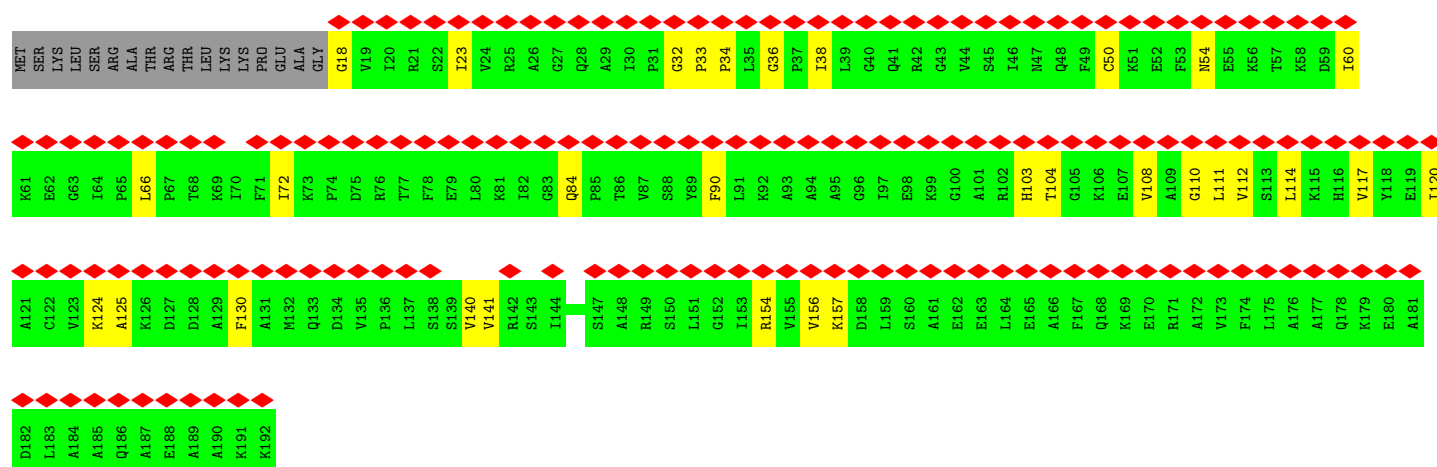 MET SER LYS LEU SER ARG ALA THR ARG THR LEU LYS LYS PRO GLU ALA GLY G18 V19 I20 R21 S22 I23 V24 R25 A26 G27 Q28 A29 I30 P31 G32 P33 P34 L35 G36 P37 I38 L39 G40 Q41 R42 G43 V44 S45 I46 N47 Q48 F49 C50 K51 E52 F53 N54 E55 K56 T57 K58 D59 I60
K61 E62 G63 I64 P65 L66 P67 T68 K69 I70 F71 I72 K73 P74 D75 R76 T77 F78 E79 L80 K81 I82 G83 Q84 P85 T86 V87 S88 Y89 F90 L91 K92 A93 A94 A95 G96 I97 E98 K99 G100 A101 R102 H103 T104 G105 K106 E107 V108 A109 G110 L111 V112 S113 L114 K115 H116 V117 Y118 E119 I120
A121 C122 V123 K124 A125 K126 D127 D128 A129 F130 A131 M132 Q133 D134 V135 P136 L137 S138 S139 V140 V141 R142 S143 I144 S147 A148 R149 S150 L151 G152 I153 R154 V155 V156 K157 D158 L159 S160 A161 E162 E163 L164 E165 A166 F167 Q168 K169 E170 R171 A172 V173 F174 L175 A176 A177 Q178 K179 E180 A181
D182 L183 A184 A185 Q186 A187 E188 A189 A190 K191 K192